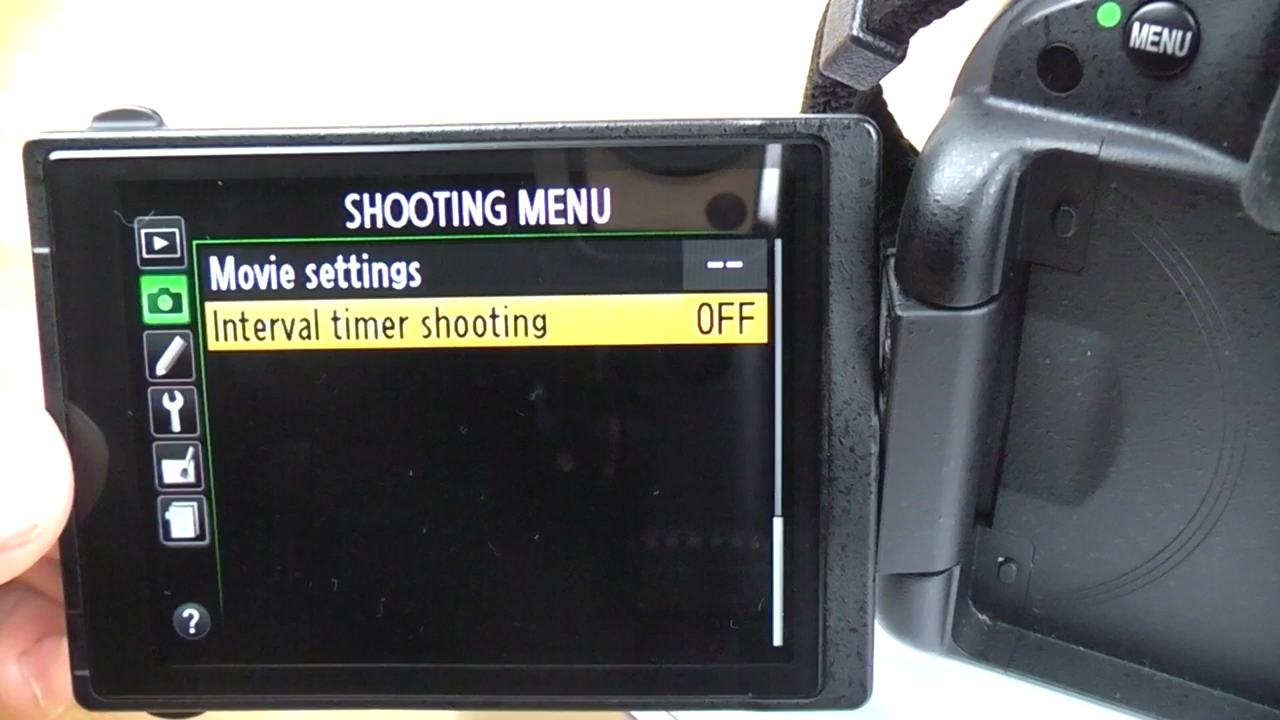 MENU
SHOOTING MENU
Movie settings --
Interval timer shooting OFF
?